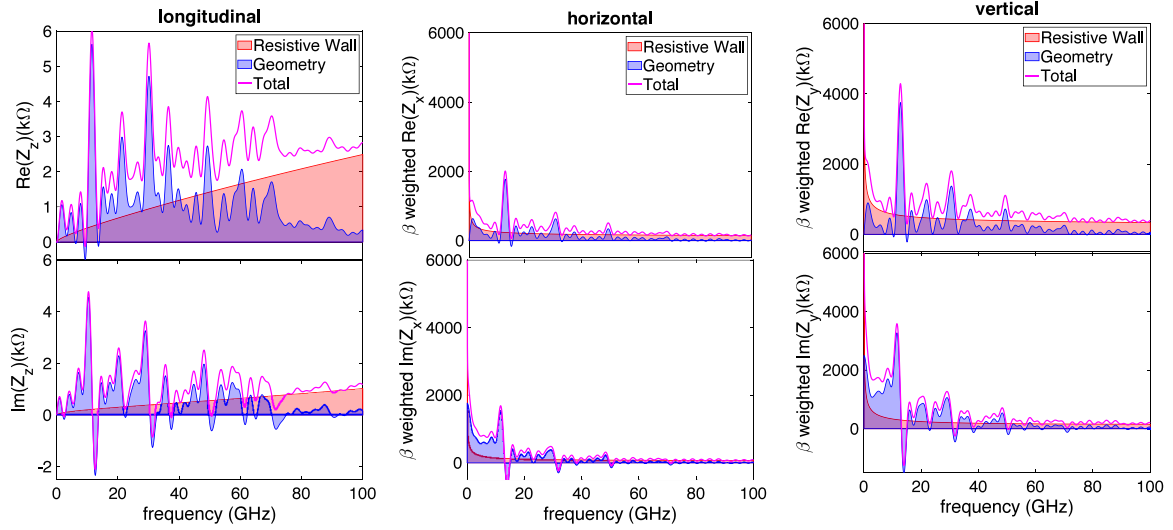 longitudinal
6
5
4
3
2
1
0
Re(Z_z)(kΩ)
Resistive Wall
Geometry
Total
6
4
2
0
-2
Im(Z_z)(kΩ)
0 20 40 60 80 100
frequency (GHz)
horizontal
6000
4000
2000
0
β weighted Re(Z_x)(kΩ)
Resistive Wall
Geometry
Total
6000
4000
2000
0
β weighted Im(Z_x)(kΩ)
0 20 40 60 80 100
frequency (GHz)
vertical
6000
4000
2000
0
β weighted Re(Z_y)(kΩ)
Resistive Wall
Geometry
Total
6000
4000
2000
0
β weighted Im(Z_y)(kΩ)
0 20 40 60 80 100
frequency (GHz)